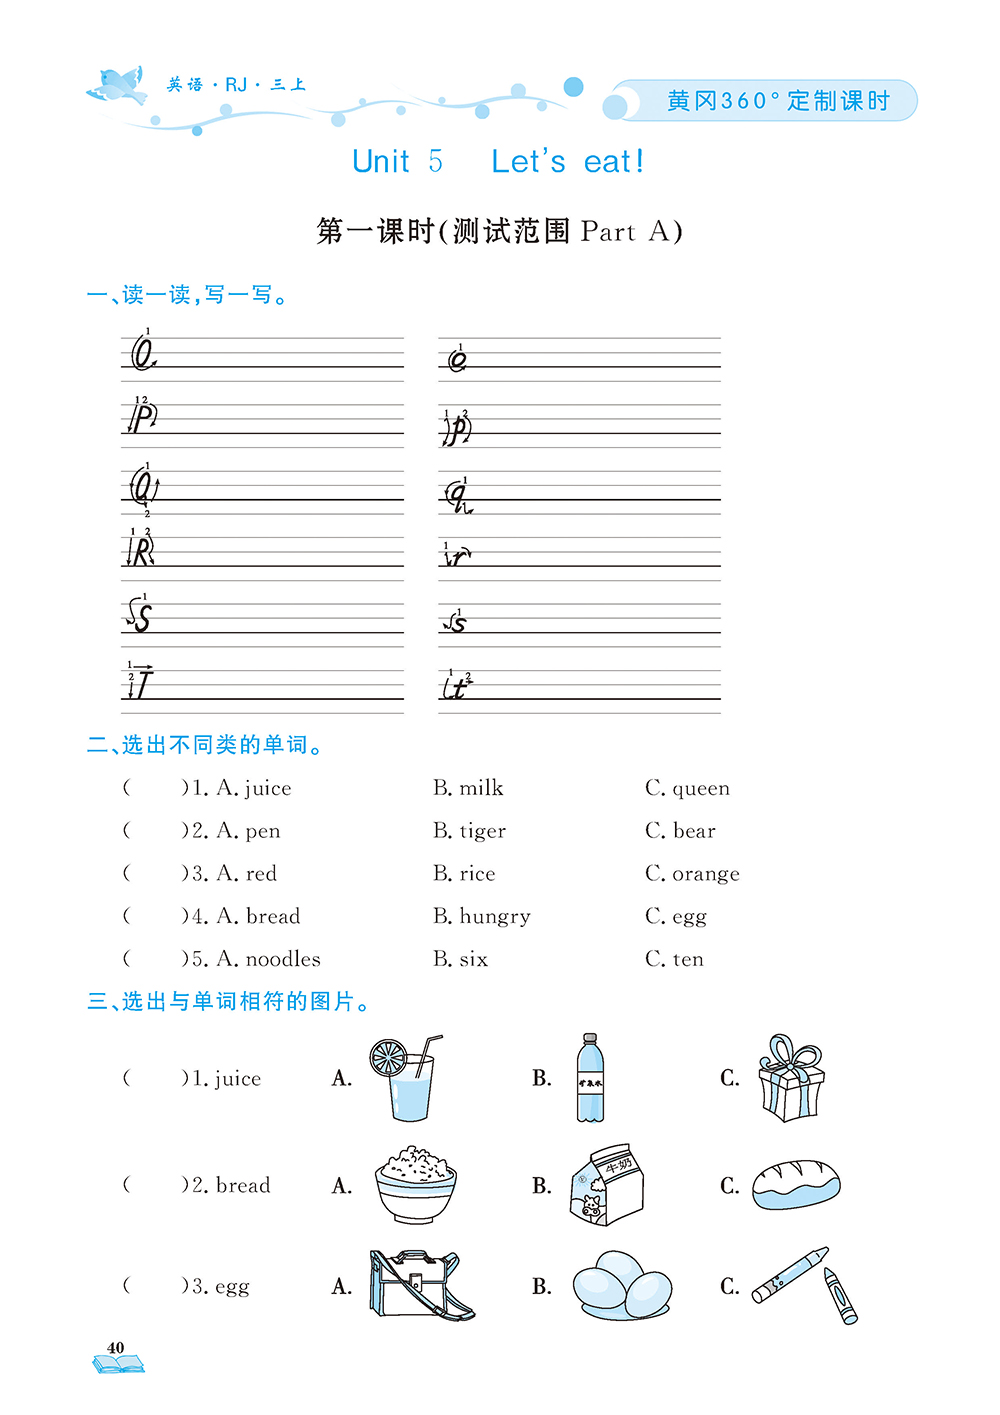 英语·RJ·三上
黄冈360°定制课时
Unit 5 Let's eat!
第一课时(测试范围 Part A)
一、读一读,写一写。
O o
P p
Q q
R r
S s
T t
二、选出不同类的单词。
( )1. A. juice B. milk C. queen
( )2. A. pen B. tiger C. bear
( )3. A. red B. rice C. orange
( )4. A. bread B. hungry C. egg
( )5. A. noodles B. six C. ten
三、选出与单词相符的图片。
( )1. juice A. B. 矿泉水 C.
( )2. bread A. B. 牛奶 C.
( )3. egg A. B. C.
40